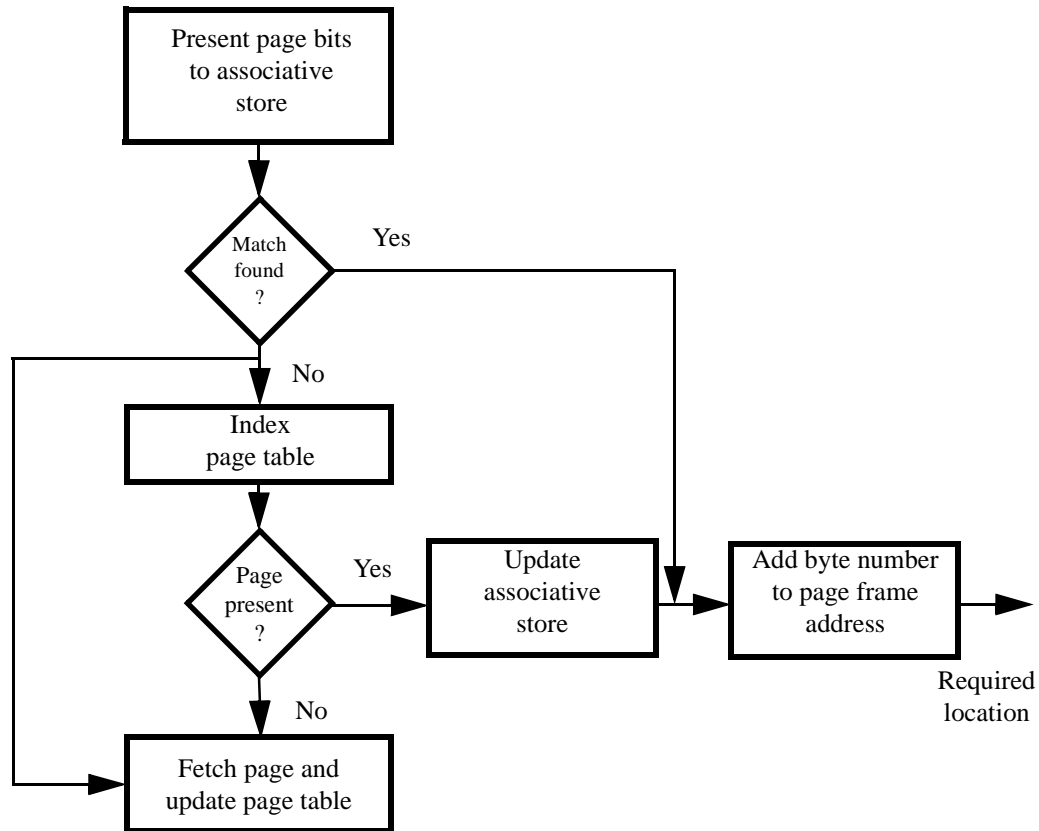 Present page bits
to associative
store
Match
found
?
Yes
No
Index
page table
Page
present
?
Yes
Update
associative
store
Add byte number
to page frame
address
Required
location
No
Fetch page and
update page table